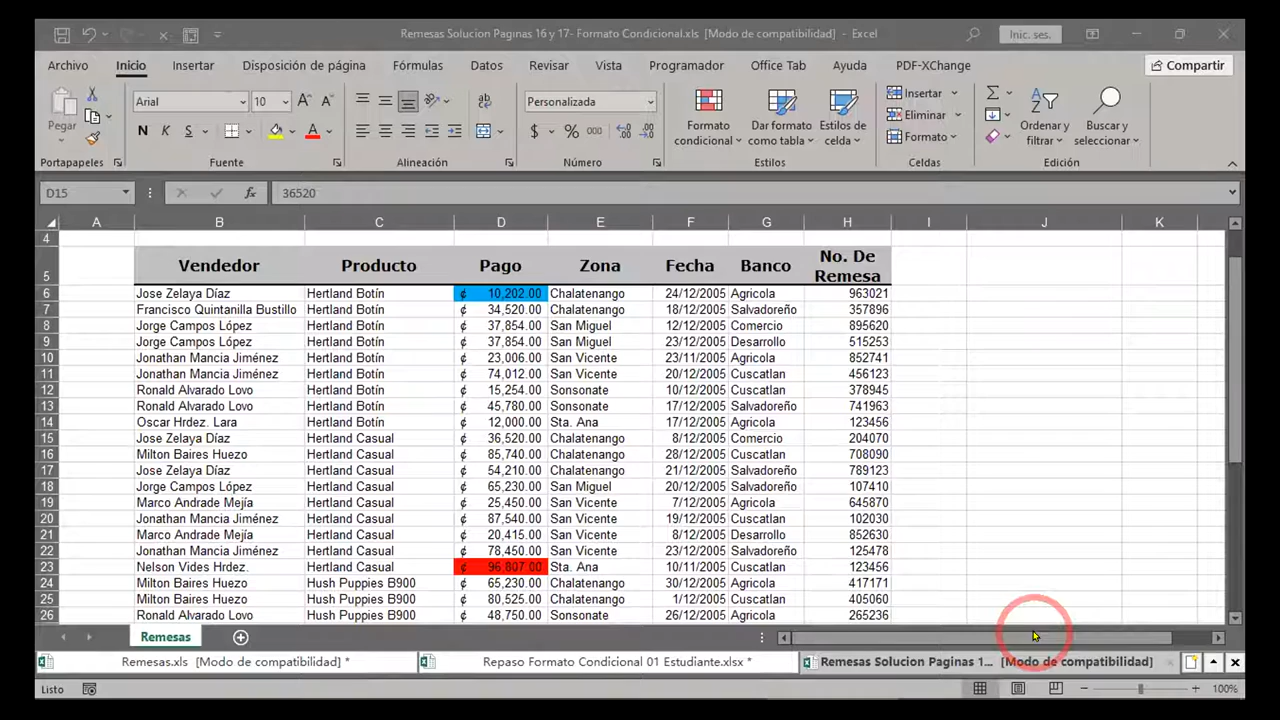 Remesas Solucion Paginas 16 y 17- Formato Condicional.xls [Modo de compatibilidad] - Excel
Inic. ses.
Archivo Inicio Insertar Disposición de página Fórmulas Datos Revisar Vista Programador Office Tab Ayuda PDF-XChange Compartir
Pegar
Arial 10
N K S
Personalizada
$ % 000
Formato condicional
Dar formato como tabla
Estilos de celda
Insertar
Eliminar
Formato
Ordenar y filtrar
Buscar y seleccionar
Portapapeles Fuente Alineación Número Estilos Celdas Edición
D15 fx 36520
A B C D E F G H I J K
4
5 Vendedor Producto Pago Zona Fecha Banco No. De Remesa
6 Jose Zelaya Díaz Hertland Botín ¢ 10,202.00 Chalatenango 24/12/2005 Agricola 963021
7 Francisco Quintanilla Bustillo Hertland Botín ¢ 34,520.00 Chalatenango 18/12/2005 Salvadoreño 357896
8 Jorge Campos López Hertland Botín ¢ 37,854.00 San Miguel 12/12/2005 Comercio 895620
9 Jorge Campos López Hertland Botín ¢ 37,854.00 San Miguel 23/12/2005 Desarrollo 515253
10 Jonathan Mancia Jiménez Hertland Botín ¢ 23,006.00 San Vicente 23/11/2005 Agricola 852741
11 Jonathan Mancia Jiménez Hertland Botín ¢ 74,012.00 San Vicente 20/12/2005 Cuscatlan 456123
12 Ronald Alvarado Lovo Hertland Botín ¢ 15,254.00 Sonsonate 10/12/2005 Cuscatlan 378945
13 Ronald Alvarado Lovo Hertland Botín ¢ 45,780.00 Sonsonate 17/12/2005 Salvadoreño 741963
14 Oscar Hrdez. Lara Hertland Botín ¢ 12,000.00 Sta. Ana 17/12/2005 Agricola 123456
15 Jose Zelaya Díaz Hertland Casual ¢ 36,520.00 Chalatenango 8/12/2005 Comercio 204070
16 Milton Baires Huezo Hertland Casual ¢ 85,740.00 Chalatenango 28/12/2005 Cuscatlan 708090
17 Jose Zelaya Díaz Hertland Casual ¢ 54,210.00 Chalatenango 21/12/2005 Salvadoreño 789123
18 Jorge Campos López Hertland Casual ¢ 65,230.00 San Miguel 20/12/2005 Cuscatlan 107410
19 Marco Andrade Mejía Hertland Casual ¢ 25,450.00 San Vicente 7/12/2005 Agricola 645870
20 Jonathan Mancia Jiménez Hertland Casual ¢ 87,540.00 San Vicente 19/12/2005 Cuscatlan 102030
21 Marco Andrade Mejía Hertland Casual ¢ 20,415.00 San Vicente 8/12/2005 Desarrollo 852630
22 Jonathan Mancia Jiménez Hertland Casual ¢ 78,450.00 San Vicente 23/12/2005 Salvadoreño 125478
23 Nelson Vides Hrdez. Hertland Casual ¢ 96,807.00 Sta. Ana 10/11/2005 Cuscatlan 123456
24 Milton Baires Huezo Hush Puppies B900 ¢ 65,230.00 Chalatenango 30/12/2005 Agricola 417171
25 Milton Baires Huezo Hush Puppies B900 ¢ 80,525.00 Chalatenango 1/12/2005 Cuscatlan 405060
26 Ronald Alvarado Lovo Hush Puppies B900 ¢ 48,750.00 Sonsonate 26/12/2005 Agricola 265236
Remesas
Remesas.xls [Modo de compatibilidad] * Repaso Formato Condicional 01 Estudiante.xlsx * Remesas Solucion Paginas 1... [Modo de compatibilidad]
Listo 100%